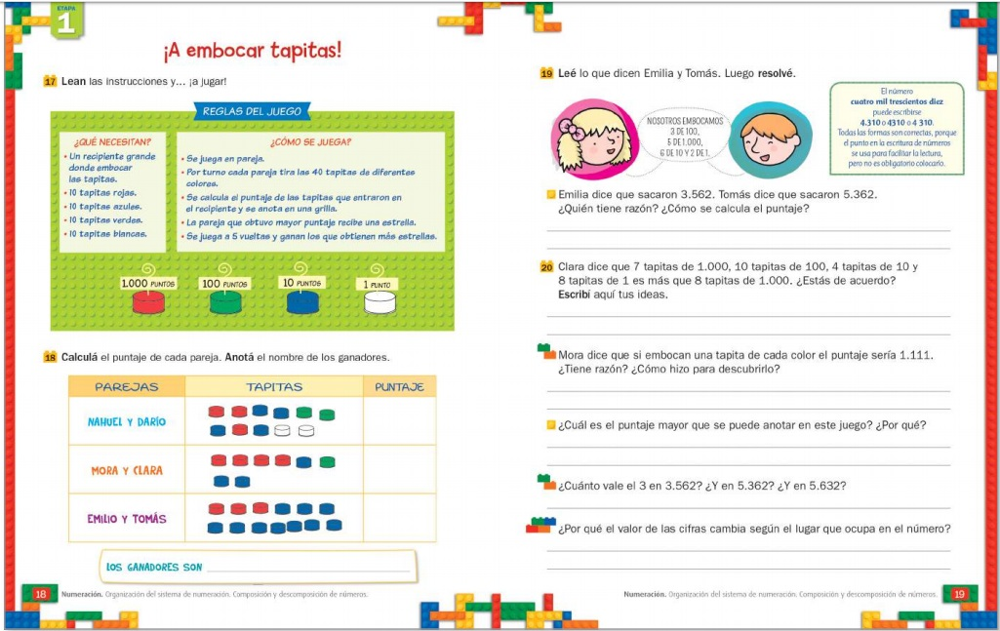 ETAPA
1
¡A embocar tapitas!
17 Lean las instrucciones y... ¡a jugar!
REGLAS DEL JUEGO
¿QUÉ NECESITAN?
• Un recipiente grande
donde embocar
las tapitas.
• 10 tapitas rojas.
• 10 tapitas azules.
• 10 tapitas verdes.
• 10 tapitas blancas.
¿CÓMO SE JUEGA?
• Se juega en pareja.
• Por turno cada pareja tira las 40 tapitas de diferentes
colores.
• Se calcula el puntaje de las tapitas que entraron en
el recipiente y se anota en una grilla.
• La pareja que obtuvo mayor puntaje recibe una estrella.
• Se juega a 5 vueltas y ganan los que obtienen más estrellas.
1.000 PUNTOS
100 PUNTOS
10 PUNTOS
1 PUNTO
18 Calculá el puntaje de cada pareja. Anotá el nombre de los ganadores.
PAREJAS TAPITAS PUNTAJE
NAHUEL Y DARÍO
MORA Y CLARA
EMILIO Y TOMÁS
LOS GANADORES SON
18 Numeración. Organización del sistema de numeración. Composición y descomposición de números.
19 Leé lo que dicen Emilia y Tomás. Luego resolvé.
NOSOTROS EMBOCAMOS
3 DE 100,
5 DE 1.000,
6 DE 10 Y 2 DE 1.
El número
cuatro mil trescientos diez
puede escribirse
4.310 o 4310 o 4 310.
Todas las formas son correctas, porque
el punto en la escritura de números
se usa para facilitar la lectura,
pero no es obligatorio colocarlo.
Emilia dice que sacaron 3.562. Tomás dice que sacaron 5.362.
¿Quién tiene razón? ¿Cómo se calcula el puntaje?
20 Clara dice que 7 tapitas de 1.000, 10 tapitas de 100, 4 tapitas de 10 y
8 tapitas de 1 es más que 8 tapitas de 1.000. ¿Estás de acuerdo?
Escribí aquí tus ideas.
Mora dice que si embocan una tapita de cada color el puntaje sería 1.111.
¿Tiene razón? ¿Cómo hizo para descubrirlo?
¿Cuál es el puntaje mayor que se puede anotar en este juego? ¿Por qué?
¿Cuánto vale el 3 en 3.562? ¿Y en 5.362? ¿Y en 5.632?
¿Por qué el valor de las cifras cambia según el lugar que ocupa en el número?
Numeración. Organización del sistema de numeración. Composición y descomposición de números. 19